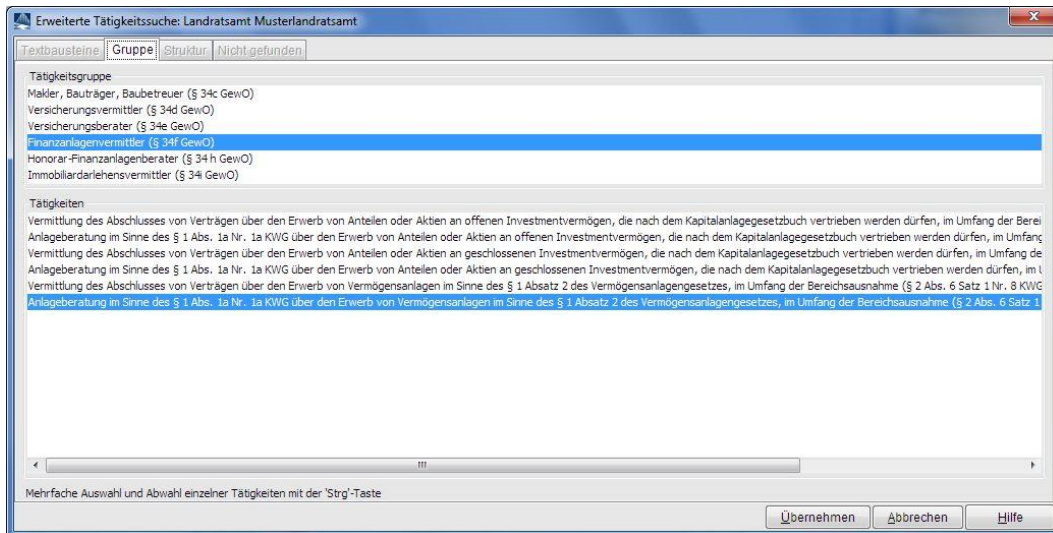 Erweiterte Tätigkeitssuche: Landratsamt Musterlandratsamt
Textbausteine Gruppe Struktur Nicht gefunden
Tätigkeitsgruppe
Makler, Bauträger, Baubetreuer (§ 34c GewO)
Versicherungsvermittler (§ 34d GewO)
Versicherungsberater (§ 34e GewO)
Finanzanlagenvermittler (§ 34f GewO)
Honorar-Finanzanlagenberater (§ 34 h GewO)
Immobiliardarlehensvermittler (§ 34i GewO)
Tätigkeiten
Vermittlung des Abschlusses von Verträgen über den Erwerb von Anteilen oder Aktien an offenen Investmentvermögen, die nach dem Kapitalanlagegesetzbuch vertrieben werden dürfen, im Umfang der Berei
Anlageberatung im Sinne des § 1 Abs. 1a Nr. 1a KWG über den Erwerb von Anteilen oder Aktien an offenen Investmentvermögen, die nach dem Kapitalanlagegesetzbuch vertrieben werden dürfen, im Umfang
Vermittlung des Abschlusses von Verträgen über den Erwerb von Anteilen oder Aktien an geschlossenen Investmentvermögen, die nach dem Kapitalanlagegesetzbuch vertrieben werden dürfen, im Umfang de
Anlageberatung im Sinne des § 1 Abs. 1a Nr. 1a KWG über den Erwerb von Anteilen oder Aktien an geschlossenen Investmentvermögen, die nach dem Kapitalanlagegesetzbuch vertrieben werden dürfen, im U
Vermittlung des Abschlusses von Verträgen über den Erwerb von Vermögensanlagen im Sinne des § 1 Absatz 2 des Vermögensanlagengesetzes, im Umfang der Bereichsausnahme (§ 2 Abs. 6 Satz 1 Nr. 8 KWG
Anlageberatung im Sinne des § 1 Abs. 1a Nr. 1a KWG über den Erwerb von Vermögensanlagen im Sinne des § 1 Absatz 2 des Vermögensanlagengesetzes, im Umfang der Bereichsausnahme (§ 2 Abs. 6 Satz 1
Mehrfache Auswahl und Abwahl einzelner Tätigkeiten mit der 'Strg'-Taste
Übernehmen Abbrechen Hilfe